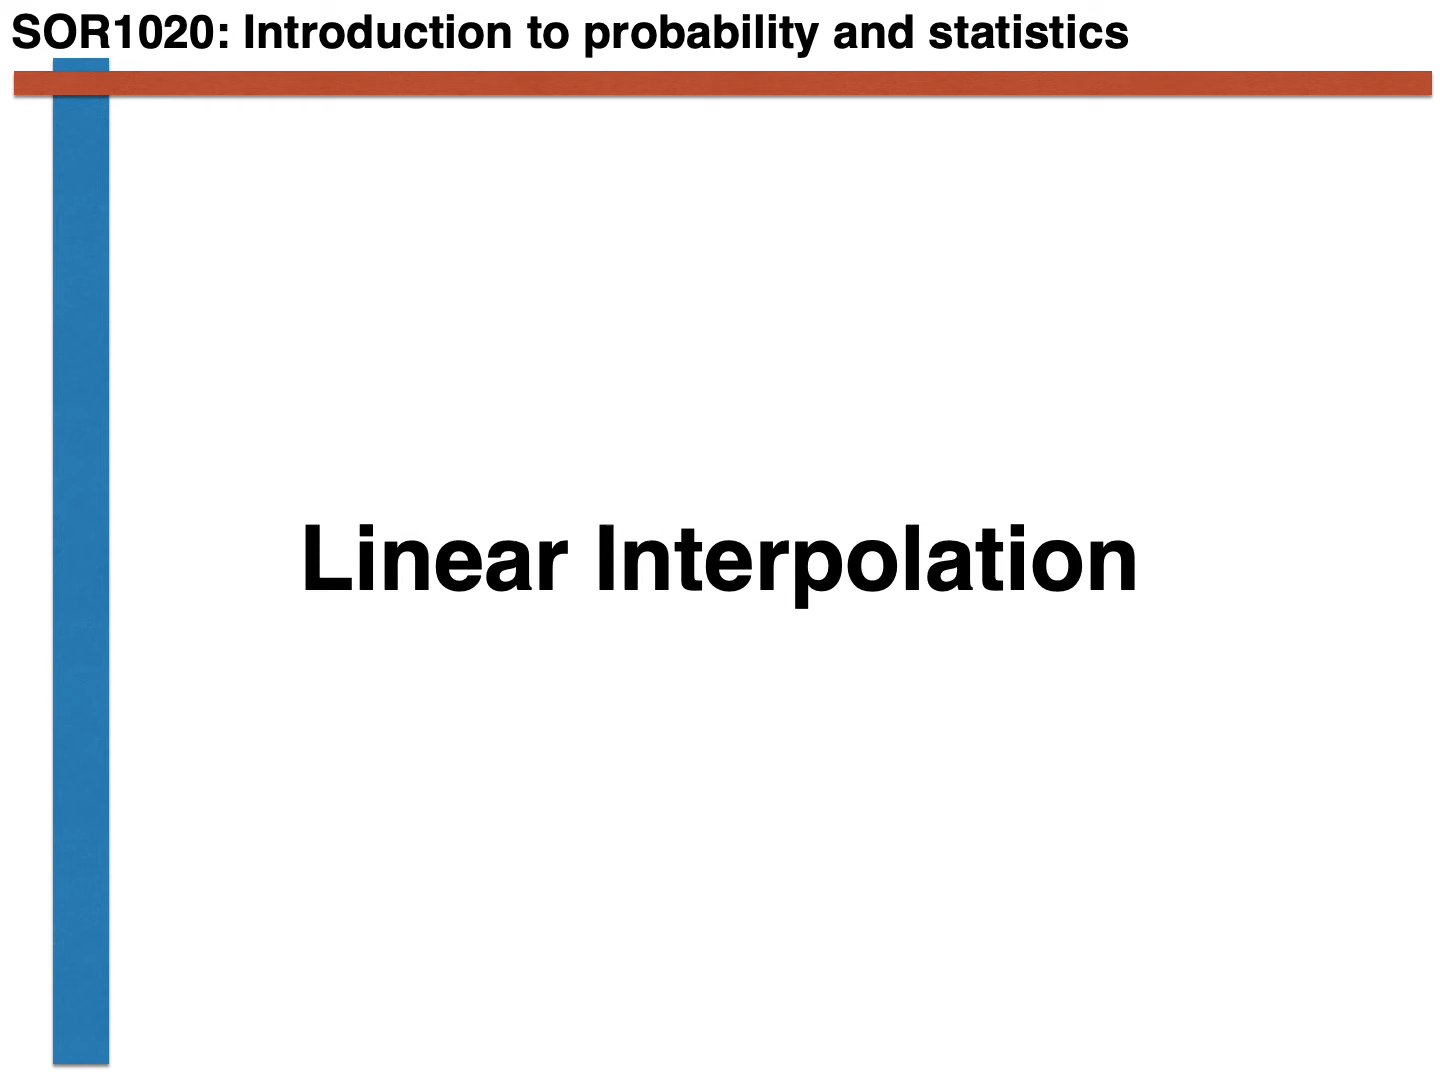 SOR1020: Introduction to probability and statistics
Linear Interpolation